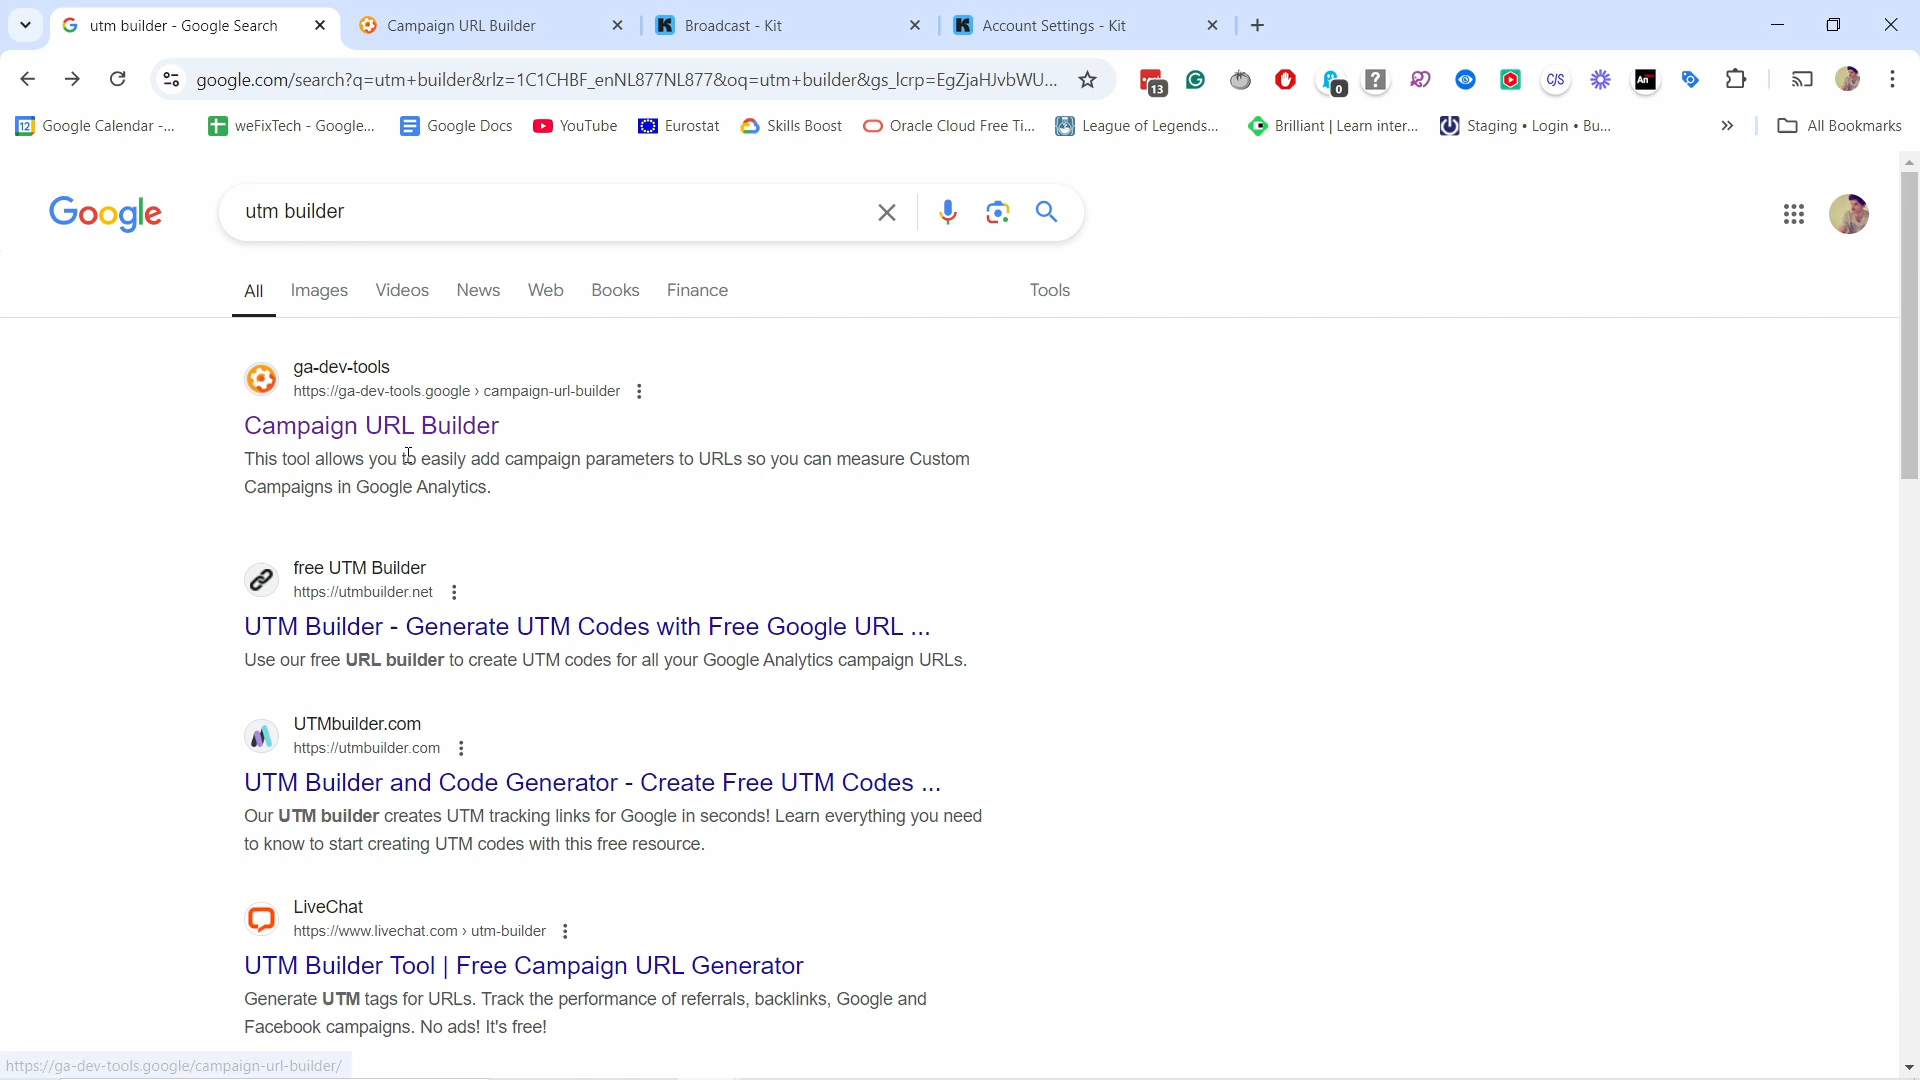 utm builder - Google Search
Campaign URL Builder
Broadcast - Kit
Account Settings - Kit
google.com/search?q=utm+builder&rlz=1C1CHBF_enNL877NL877&oq=utm+builder&gs_lcrp=EgZjaHJvbWU...
13
0
C/S
An
Google Calendar -...
weFixTech - Google...
Google Docs
YouTube
Eurostat
Skills Boost
Oracle Cloud Free Ti...
League of Legends...
Brilliant | Learn inter...
Staging • Login • Bu...
All Bookmarks
Google
utm builder
All
Images
Videos
News
Web
Books
Finance
Tools
ga-dev-tools
https://ga-dev-tools.google › campaign-url-builder
Campaign URL Builder
This tool allows you to easily add campaign parameters to URLs so you can measure Custom
Campaigns in Google Analytics.
free UTM Builder
https://utmbuilder.net
UTM Builder - Generate UTM Codes with Free Google URL ...
Use our free URL builder to create UTM codes for all your Google Analytics campaign URLs.
UTMbuilder.com
https://utmbuilder.com
UTM Builder and Code Generator - Create Free UTM Codes ...
Our UTM builder creates UTM tracking links for Google in seconds! Learn everything you need
to know to start creating UTM codes with this free resource.
LiveChat
https://www.livechat.com › utm-builder
UTM Builder Tool | Free Campaign URL Generator
Generate UTM tags for URLs. Track the performance of referrals, backlinks, Google and
Facebook campaigns. No ads! It's free!
https://ga-dev-tools.google/campaign-url-builder/